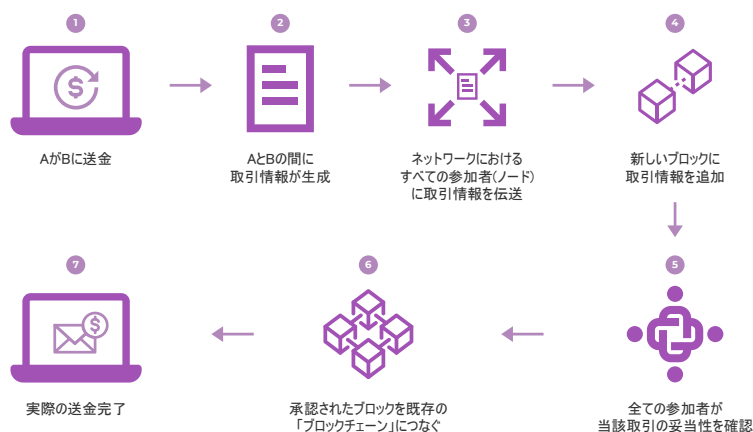 1
2
3
4
$
AがBに送金
AとBの間に
取引情報が生成
ネットワークにおける
すべての参加者(ノード)
に取引情報を伝送
新しいブロックに
取引情報を追加
7
6
5
$
実際の送金完了
承認されたブロックを既存の
「ブロックチェーン」につなぐ
全ての参加者が
当該取引の妥当性を確認